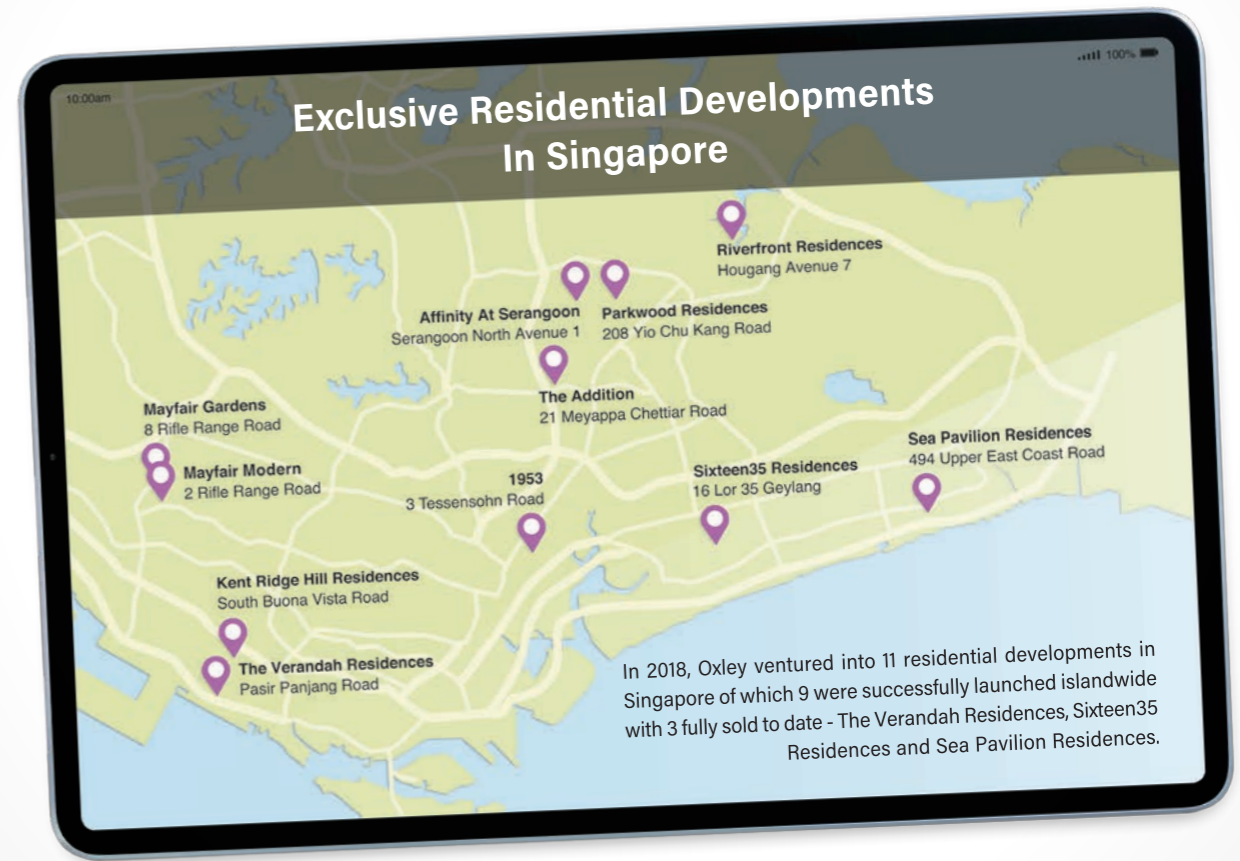 10:00am
100%
Exclusive Residential Developments
In Singapore
Riverfront Residences
Hougang Avenue 7
Affinity At Serangoon
Serangoon North Avenue 1
Parkwood Residences
208 Yio Chu Kang Road
The Addition
21 Meyappa Chettiar Road
Mayfair Gardens
8 Rifle Range Road
Mayfair Modern
2 Rifle Range Road
1953
3 Tessensohn Road
Sixteen35 Residences
16 Lor 35 Geylang
Sea Pavilion Residences
494 Upper East Coast Road
Kent Ridge Hill Residences
South Buona Vista Road
The Verandah Residences
Pasir Panjang Road
In 2018, Oxley ventured into 11 residential developments in
Singapore of which 9 were successfully launched islandwide
with 3 fully sold to date - The Verandah Residences, Sixteen35
Residences and Sea Pavilion Residences.